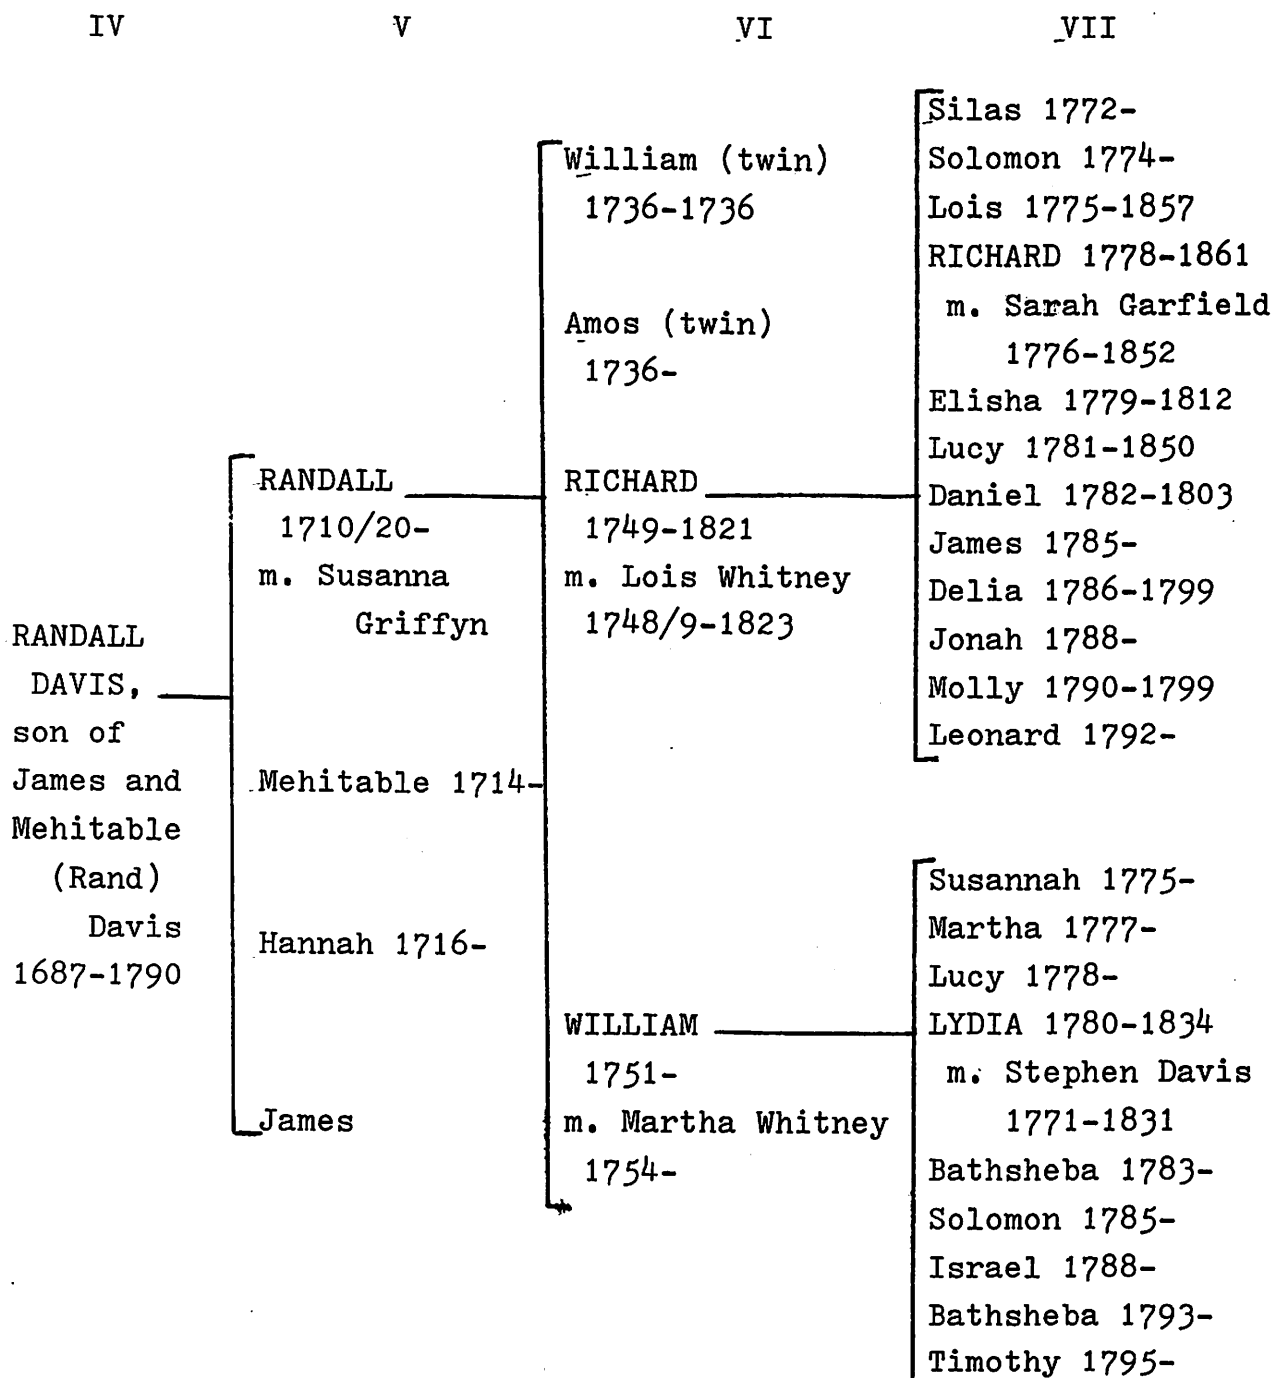 IV V VI VII
RANDALL
DAVIS,
son of
James and
Mehitable
(Rand)
Davis
1687-1790
RANDALL
1710/20-
m. Susanna
Griffyn
Mehitable 1714-
Hannah 1716-
James
William (twin)
1736-1736
Amos (twin)
1736-
RICHARD
1749-1821
m. Lois Whitney
1748/9-1823
WILLIAM
1751-
m. Martha Whitney
1754-
Silas 1772-
Solomon 1774-
Lois 1775-1857
RICHARD 1778-1861
m. Sarah Garfield
1776-1852
Elisha 1779-1812
Lucy 1781-1850
Daniel 1782-1803
James 1785-
Delia 1786-1799
Jonah 1788-
Molly 1790-1799
Leonard 1792-
Susannah 1775-
Martha 1777-
Lucy 1778-
LYDIA 1780-1834
m. Stephen Davis
1771-1831
Bathsheba 1783-
Solomon 1785-
Israel 1788-
Bathsheba 1793-
Timothy 1795-